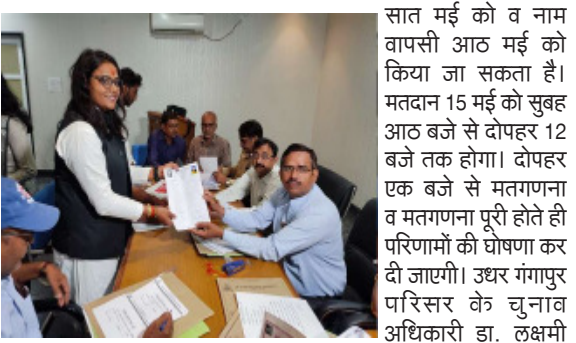 सात मई को व नाम
वापसी आठ मई को
किया जा सकता है।
मतदान 15 मई को सुबह
आठ बजे से दोपहर 12
बजे तक होगा। दोपहर
एक बजे से मतगणना
व मतगणना पूरी होते ही
परिणामों की घोषणा कर
दी जाएगी। उधर गंगापुर
परिसर के चुनाव
अधिकारी डा. लक्षमी